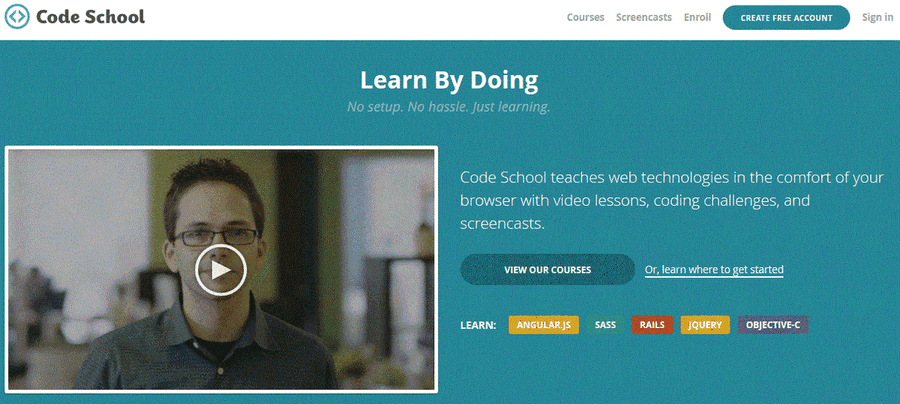 Code School
Courses Screencasts Enroll CREATE FREE ACCOUNT Sign in
Learn By Doing
No setup. No hassle. Just learning.
Code School teaches web technologies in the comfort of your
browser with video lessons, coding challenges, and
screencasts.
VIEW OUR COURSES Or, learn where to get started
LEARN: ANGULAR.JS SASS RAILS JQUERY OBJECTIVE-C